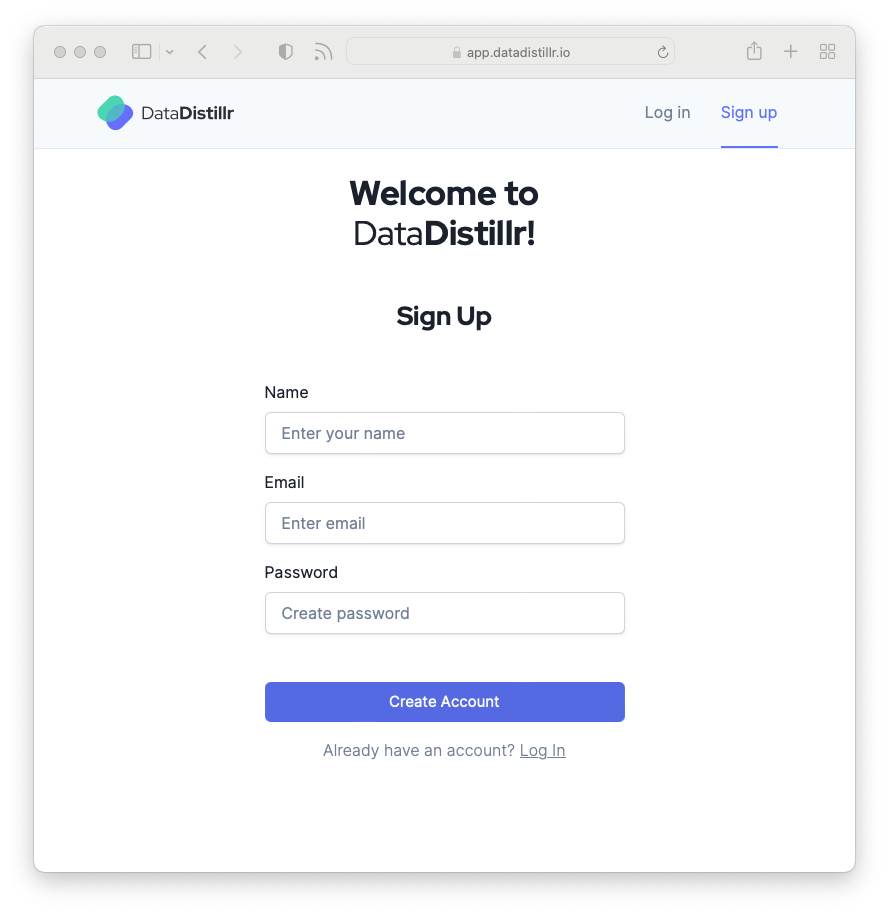 app.datadistillr.io
DataDistillr
Log in
Sign up
Welcome to
DataDistillr!
Sign Up
Name
Enter your name
Email
Enter email
Password
Create password
Create Account
Already have an account? Log In